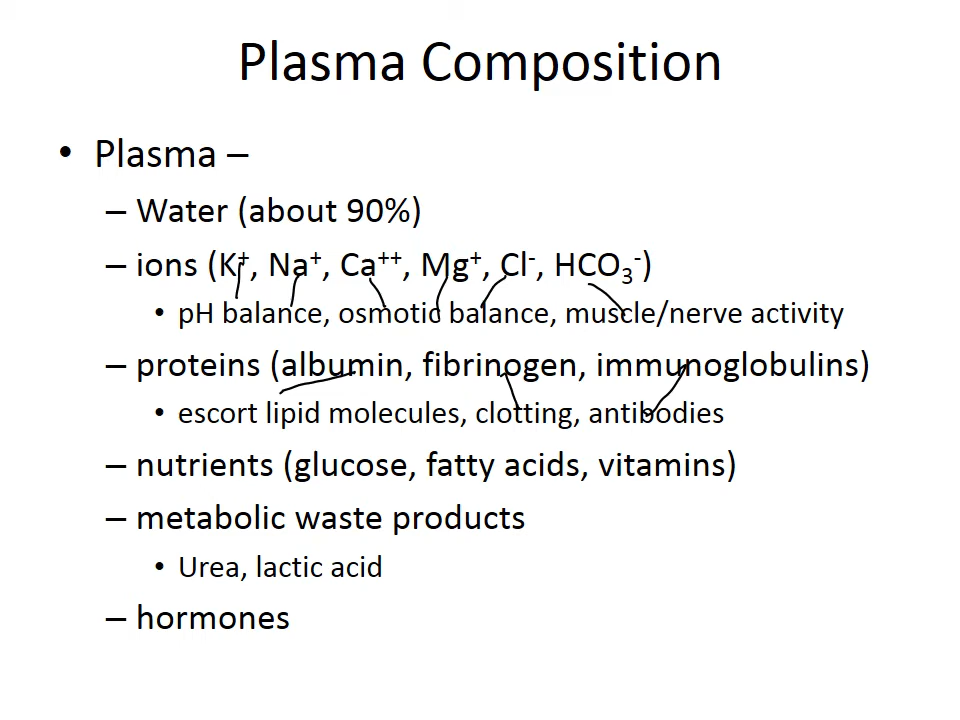 Plasma Composition
• Plasma –
– Water (about 90%)
– ions (K⁺, Na⁺, Ca⁺⁺, Mg⁺, Cl⁻, HCO₃⁻)
• pH balance, osmotic balance, muscle/nerve activity
– proteins (albumin, fibrinogen, immunoglobulins)
• escort lipid molecules, clotting, antibodies
– nutrients (glucose, fatty acids, vitamins)
– metabolic waste products
• Urea, lactic acid
– hormones